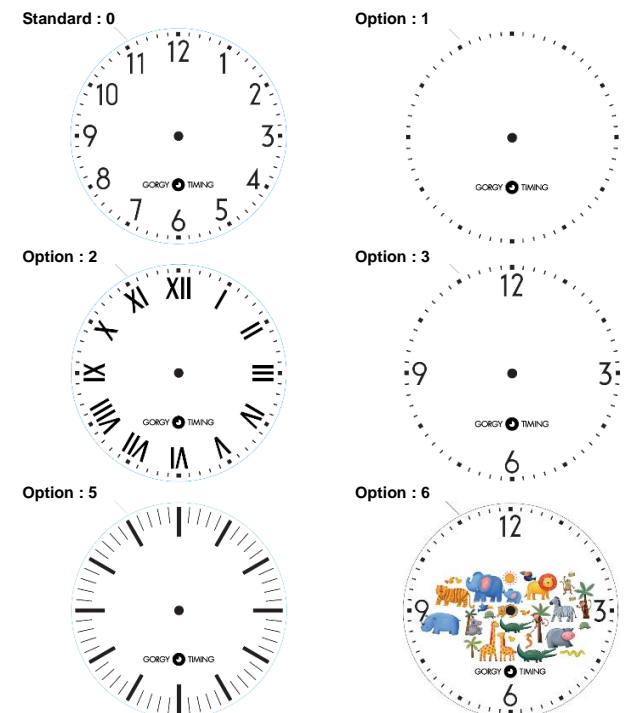 Standard : 0
12
11 1
10 2
9 3
8 4
GORGY TIMING
7 5
6
Option : 1
GORGY TIMING
Option : 2
XII
XI I
X II
IX III
VIII IV
GORGY TIMING
VII V
VI
Option : 3
12
9 3
GORGY TIMING
6
Option : 5
GORGY TIMING
Option : 6
12
9 3
GORGY TIMING
6